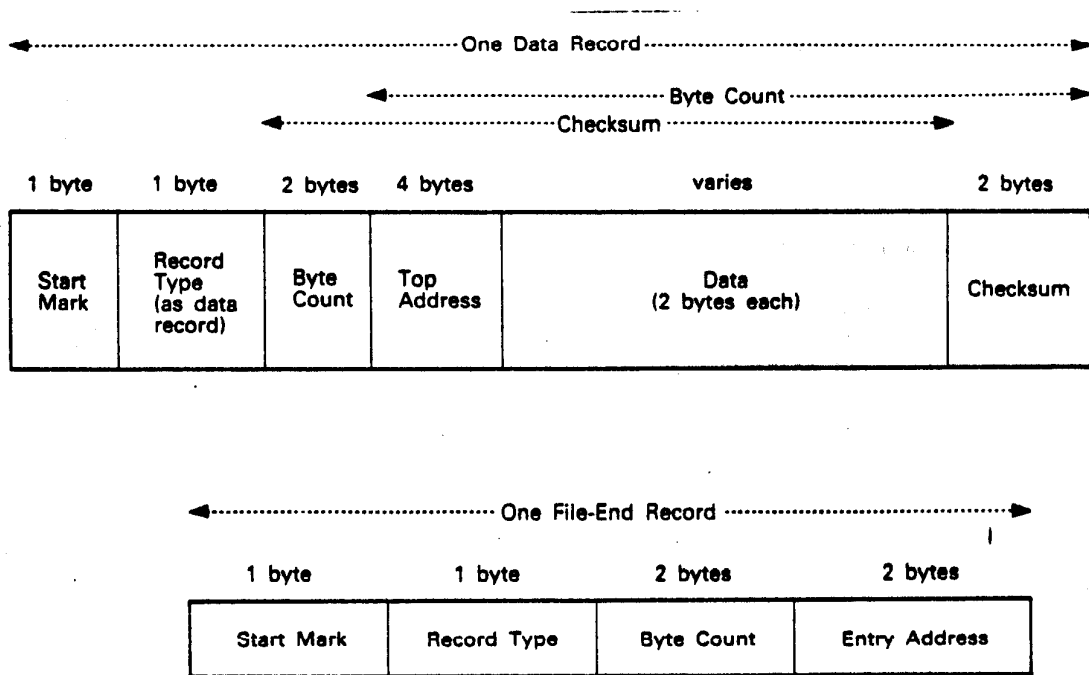 One Data Record
Byte Count
Checksum
1 byte 1 byte 2 bytes 4 bytes varies 2 bytes
Start Mark
Record Type (as data record)
Byte Count
Top Address
Data (2 bytes each)
Checksum
One File-End Record
1 byte 1 byte 2 bytes 2 bytes
Start Mark Record Type Byte Count Entry Address